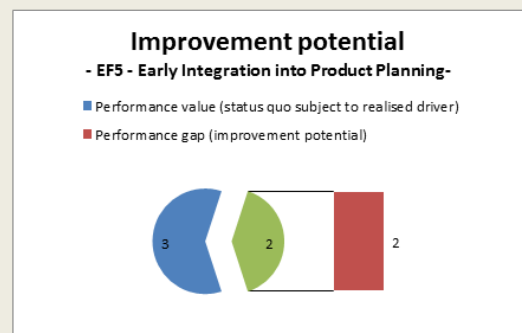 Improvement potential
- EF5 - Early Integration into Product Planning-
Performance value (status quo subject to realised driver)
Performance gap (improvement potential)
3
2
2